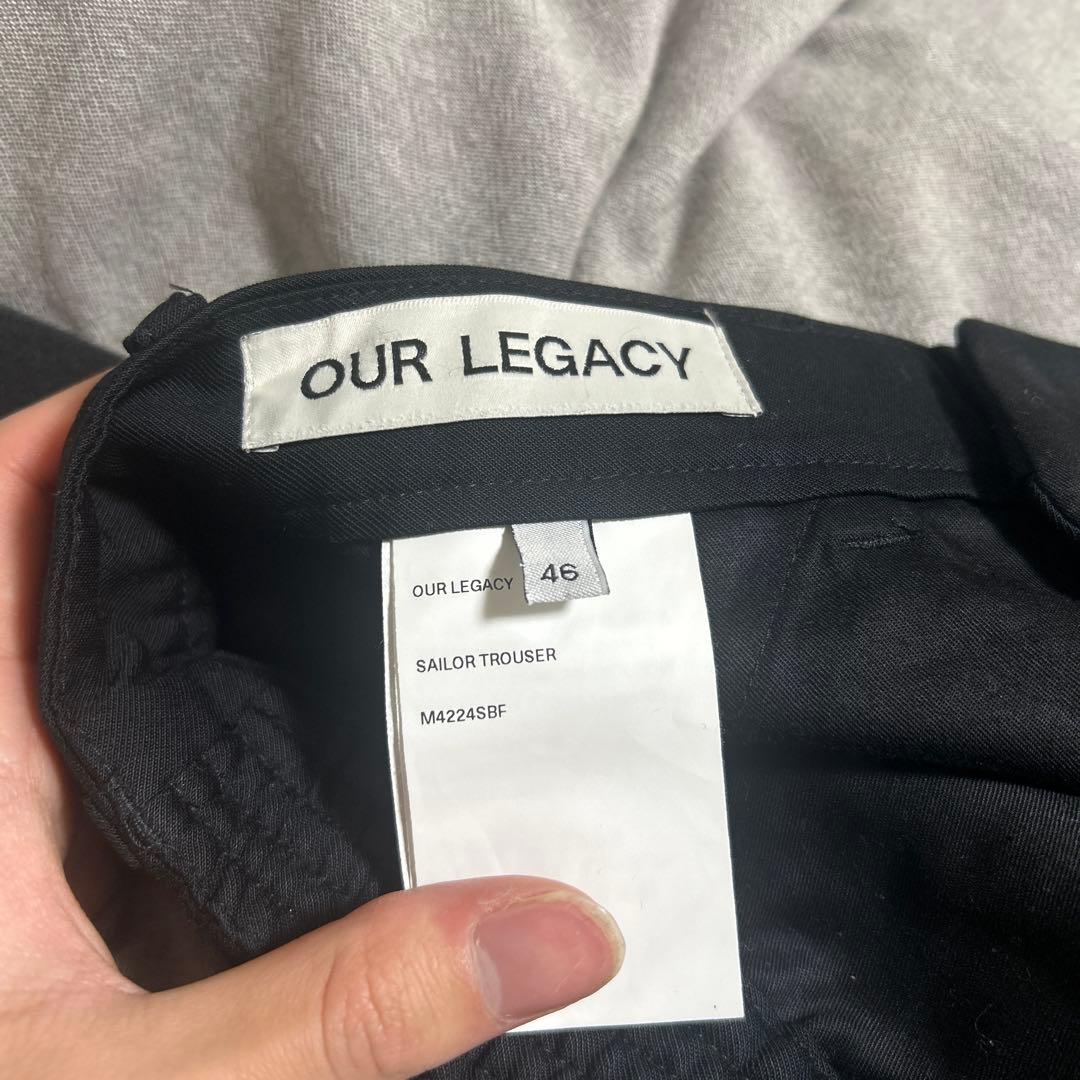 OUR LEGACY
46
OUR LEGACY
SAILOR TROUSER
M4224SBF